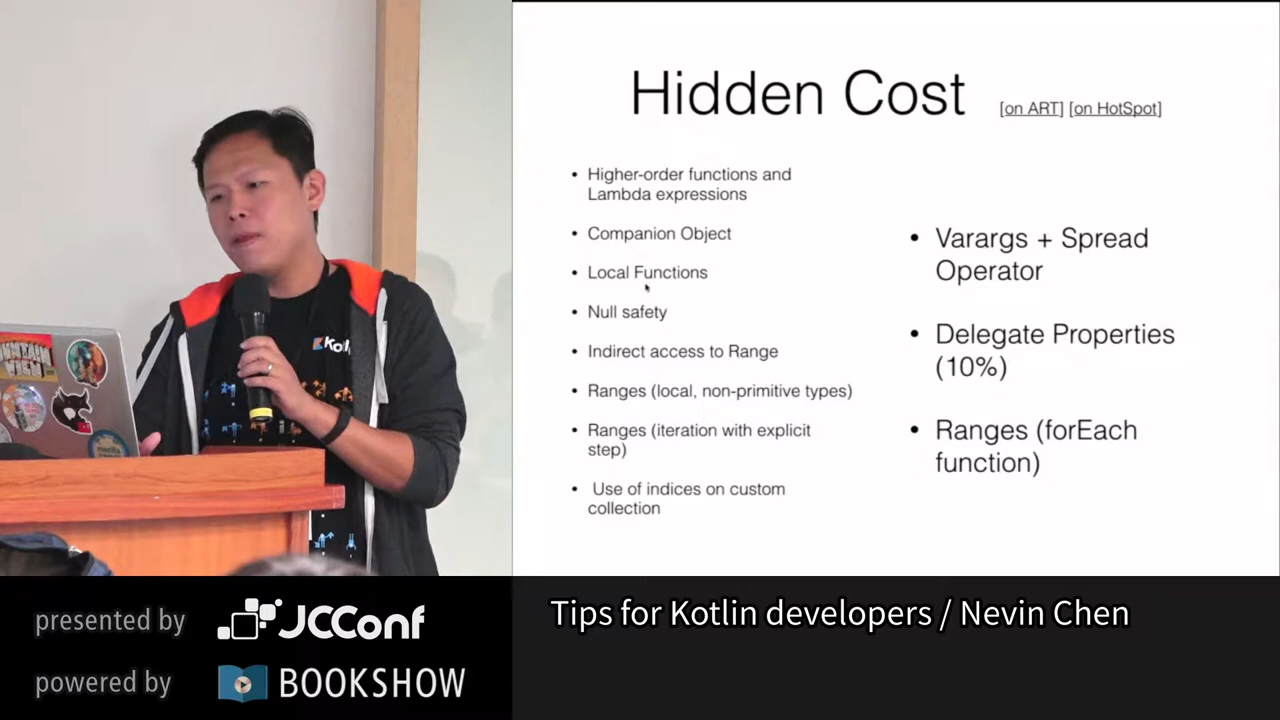 Hidden Cost [on ART] [on HotSpot]
• Higher-order functions and
Lambda expressions
• Companion Object
• Local Functions
• Null safety
• Indirect access to Range
• Ranges (local, non-primitive types)
• Ranges (iteration with explicit
step)
• Use of indices on custom
collection
• Varargs + Spread
Operator
• Delegate Properties
(10%)
• Ranges (forEach
function)
presented by JCConf
powered by BOOKSHOW
Tips for Kotlin developers / Nevin Chen